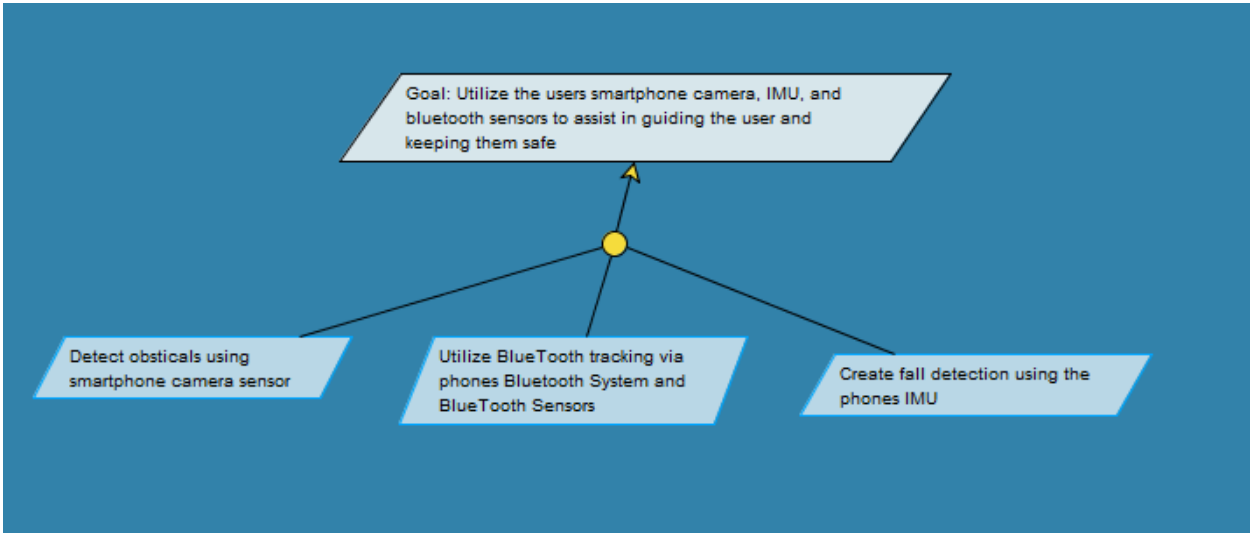 Goal: Utilize the users smartphone camera, IMU, and
bluetooth sensors to assist in guiding the user and
keeping them safe
Detect obsticals using
smartphone camera sensor
Utilize BlueTooth tracking via
phones Bluetooth System and
BlueTooth Sensors
Create fall detection using the
phones IMU